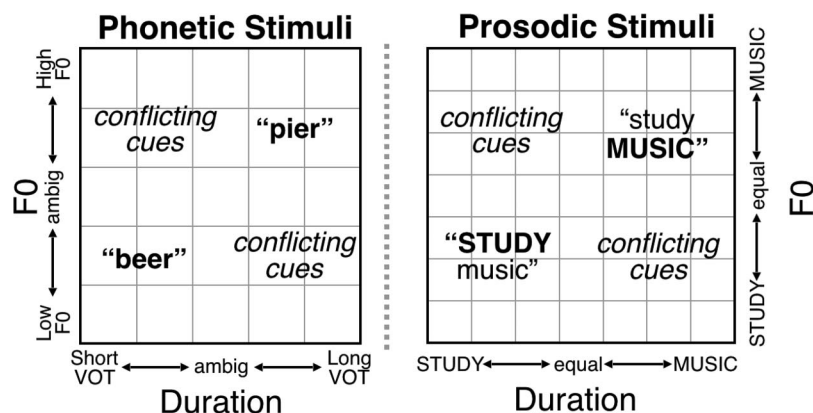 Phonetic Stimuli
High
F0
ambig
Low
F0
F0
conflicting
cues
“pier”
“beer”
conflicting
cues
Short
VOT
ambig
Long
VOT
Duration
Prosodic Stimuli
conflicting
cues
“study
MUSIC”
“STUDY
music”
conflicting
cues
MUSIC
equal
STUDY
F0
STUDY
equal
MUSIC
Duration